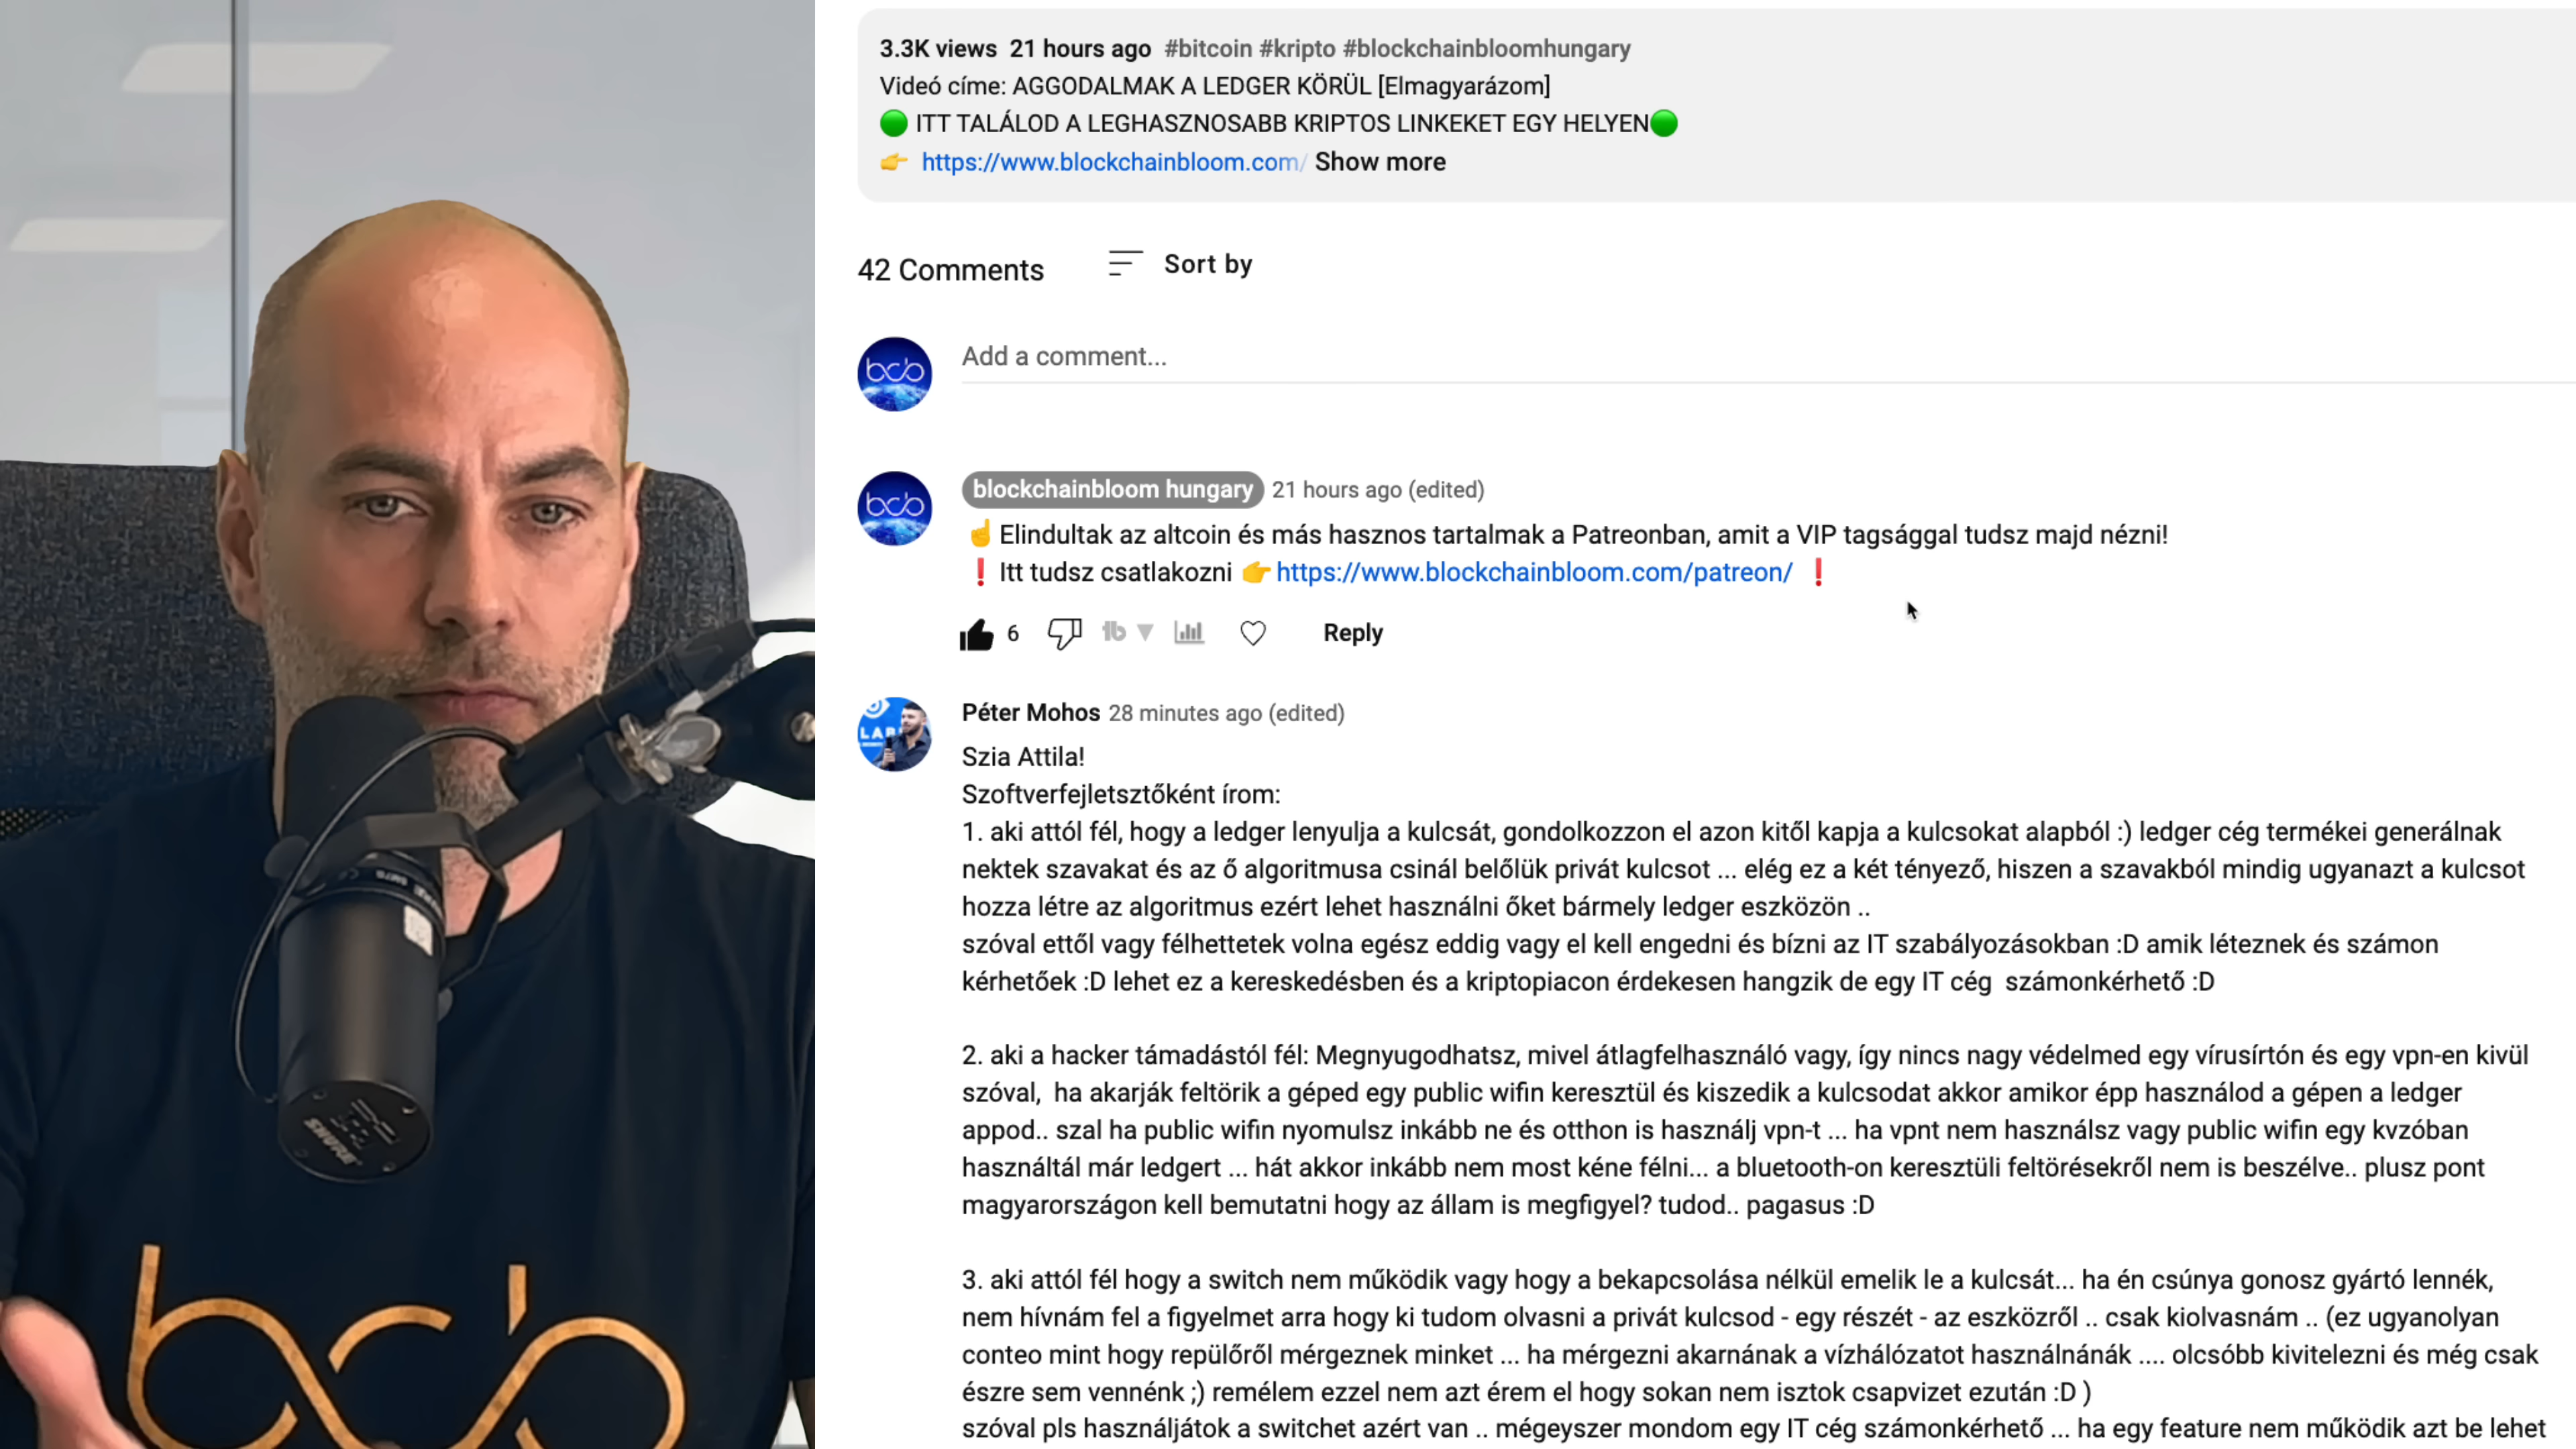 3.3K views 21 hours ago #bitcoin #kripto #blockchainbloomhungary
Videó címe: AGGODALMAK A LEDGER KÖRÜL [Elmagyarázom]
🟢 ITT TALÁLOD A LEGHASZNOSABB KRIPTOS LINKEKET EGY HELYEN🟢
👉 https://www.blockchainbloom.com/ Show more
42 Comments Sort by
bcb
Add a comment...
bcb
blockchainbloom hungary 21 hours ago (edited)
☝️Elindultak az altcoin és más hasznos tartalmak a Patreonban, amit a VIP tagsággal tudsz majd nézni!
❗ Itt tudsz csatlakozni 👉https://www.blockchainbloom.com/patreon/ ❗
6 Reply
Péter Mohos 28 minutes ago (edited)
Szia Attila!
Szoftverfejletsztőként írom:
1. aki attól fél, hogy a ledger lenyulja a kulcsát, gondolkozzon el azon kitől kapja a kulcsokat alapból :) ledger cég termékei generálnak
nektek szavakat és az ő algoritmusa csinál belőlük privát kulcsot ... elég ez a két tényező, hiszen a szavakból mindig ugyanazt a kulcsot
hozza létre az algoritmus ezért lehet használni őket bármely ledger eszközön ..
szóval ettől vagy félhettetek volna egész eddig vagy el kell engedni és bízni az IT szabályozásokban :D amik léteznek és számon
kérhetőek :D lehet ez a kereskedésben és a kriptopiacon érdekesen hangzik de egy IT cég számonkérhető :D
2. aki a hacker támadástól fél: Megnyugodhatsz, mivel átlagfelhasználó vagy, így nincs nagy védelmed egy vírusírtón és egy vpn-en kivül
szóval, ha akarják feltörik a géped egy public wifin keresztül és kiszedik a kulcsodat akkor amikor épp használod a gépen a ledger
appod.. szal ha public wifin nyomulsz inkább ne és otthon is használj vpn-t ... ha vpnt nem használsz vagy public wifin egy kvzóban
használtál már ledgert ... hát akkor inkább nem most kéne félni... a bluetooth-on keresztüli feltörésekről nem is beszélve.. plusz pont
magyarországon kell bemutatni hogy az állam is megfigyel? tudod.. pagasus :D
3. aki attól fél hogy a switch nem működik vagy hogy a bekapcsolása nélkül emelik le a kulcsát... ha én csúnya gonosz gyártó lennék,
nem hívnám fel a figyelmet arra hogy ki tudom olvasni a privát kulcsod - egy részét - az eszközről .. csak kiolvasnám .. (ez ugyanolyan
conteo mint hogy repülőről mérgeznek minket ... ha mérgezni akarnának a vízhálózatot használnánák .... olcsóbb kivitelezni és még csak
észre sem vennénk ;) remélem ezzel nem azt érem el hogy sokan nem isztok csapvizet ezután :D )
szóval pls használjátok a switchet azért van .. mégeyszer mondom egy IT cég számonkérhető ... ha egy feature nem működik azt be lehet
bcb